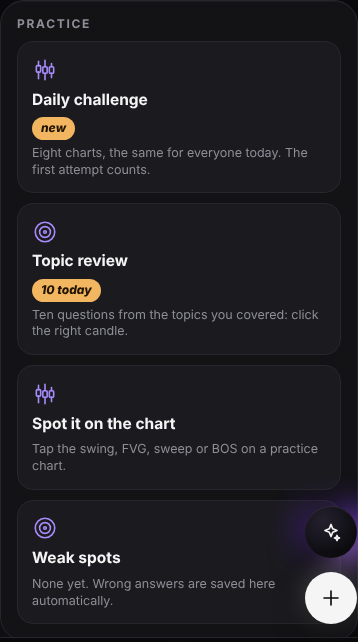 PRACTICE
Daily challenge
new
Eight charts, the same for everyone today. The
first attempt counts.
Topic review
10 today
Ten questions from the topics you covered: click
the right candle.
Spot it on the chart
Tap the swing, FVG, sweep or BOS on a practice
chart.
Weak spots
None yet. Wrong answers are saved here
automatically.